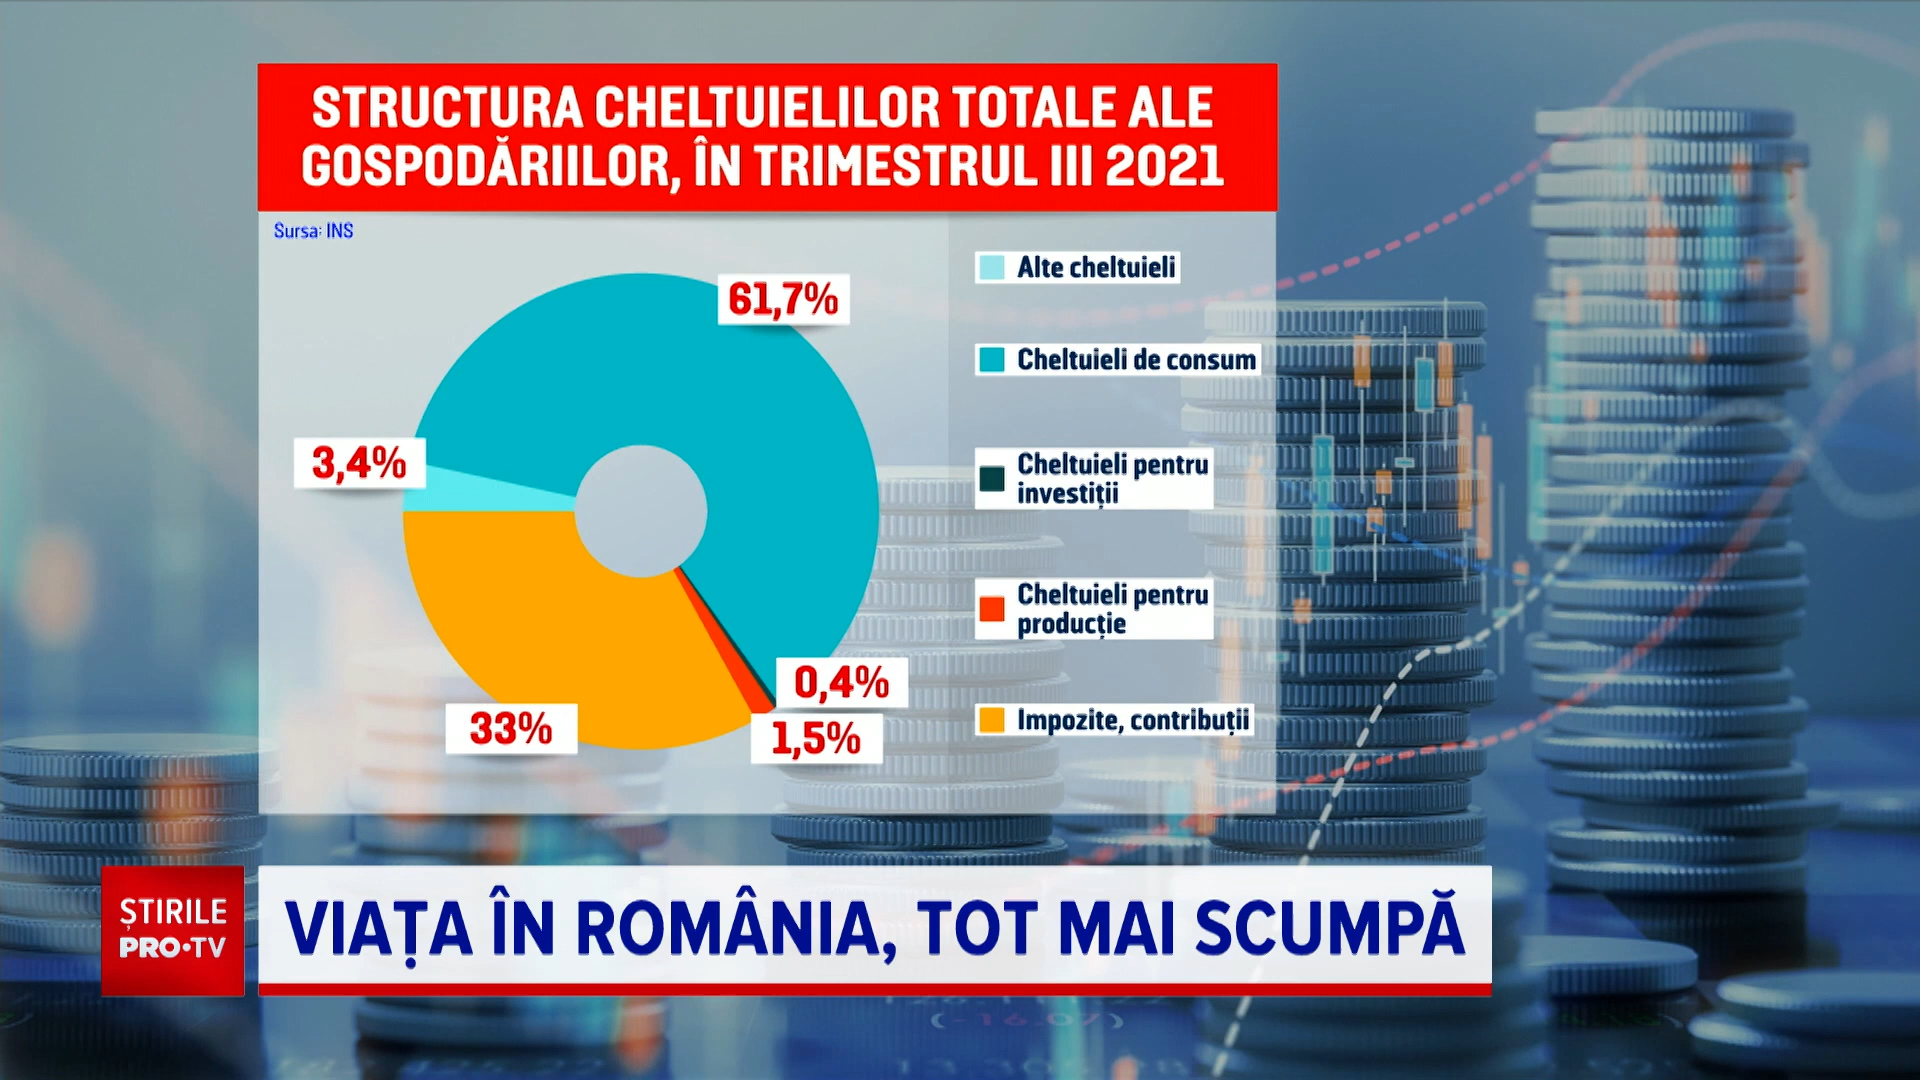 STRUCTURA CHELTUIELILOR TOTALE ALE
GOSPODĂRIILOR, ÎN TRIMESTRUL III 2021
Sursa: INS
61,7%
3,4%
33%
0,4%
1,5%
Alte cheltuieli
Cheltuieli de consum
Cheltuieli pentru
investiții
Cheltuieli pentru
producție
Impozite, contribuții
ȘTIRILE
PRO•TV
VIAȚA ÎN ROMÂNIA, TOT MAI SCUMPĂ